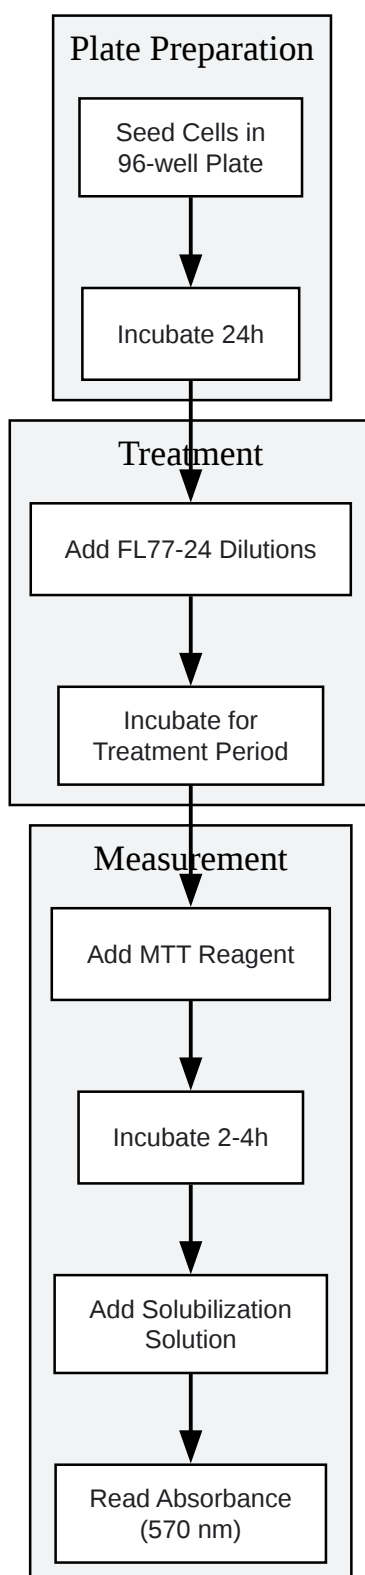 Plate Preparation
Seed Cells in
96-well Plate
Incubate 24h
Treatment
Add FL77-24 Dilutions
Incubate for
Treatment Period
Measurement
Add MTT Reagent
Incubate 2-4h
Add Solubilization
Solution
Read Absorbance
(570 nm)